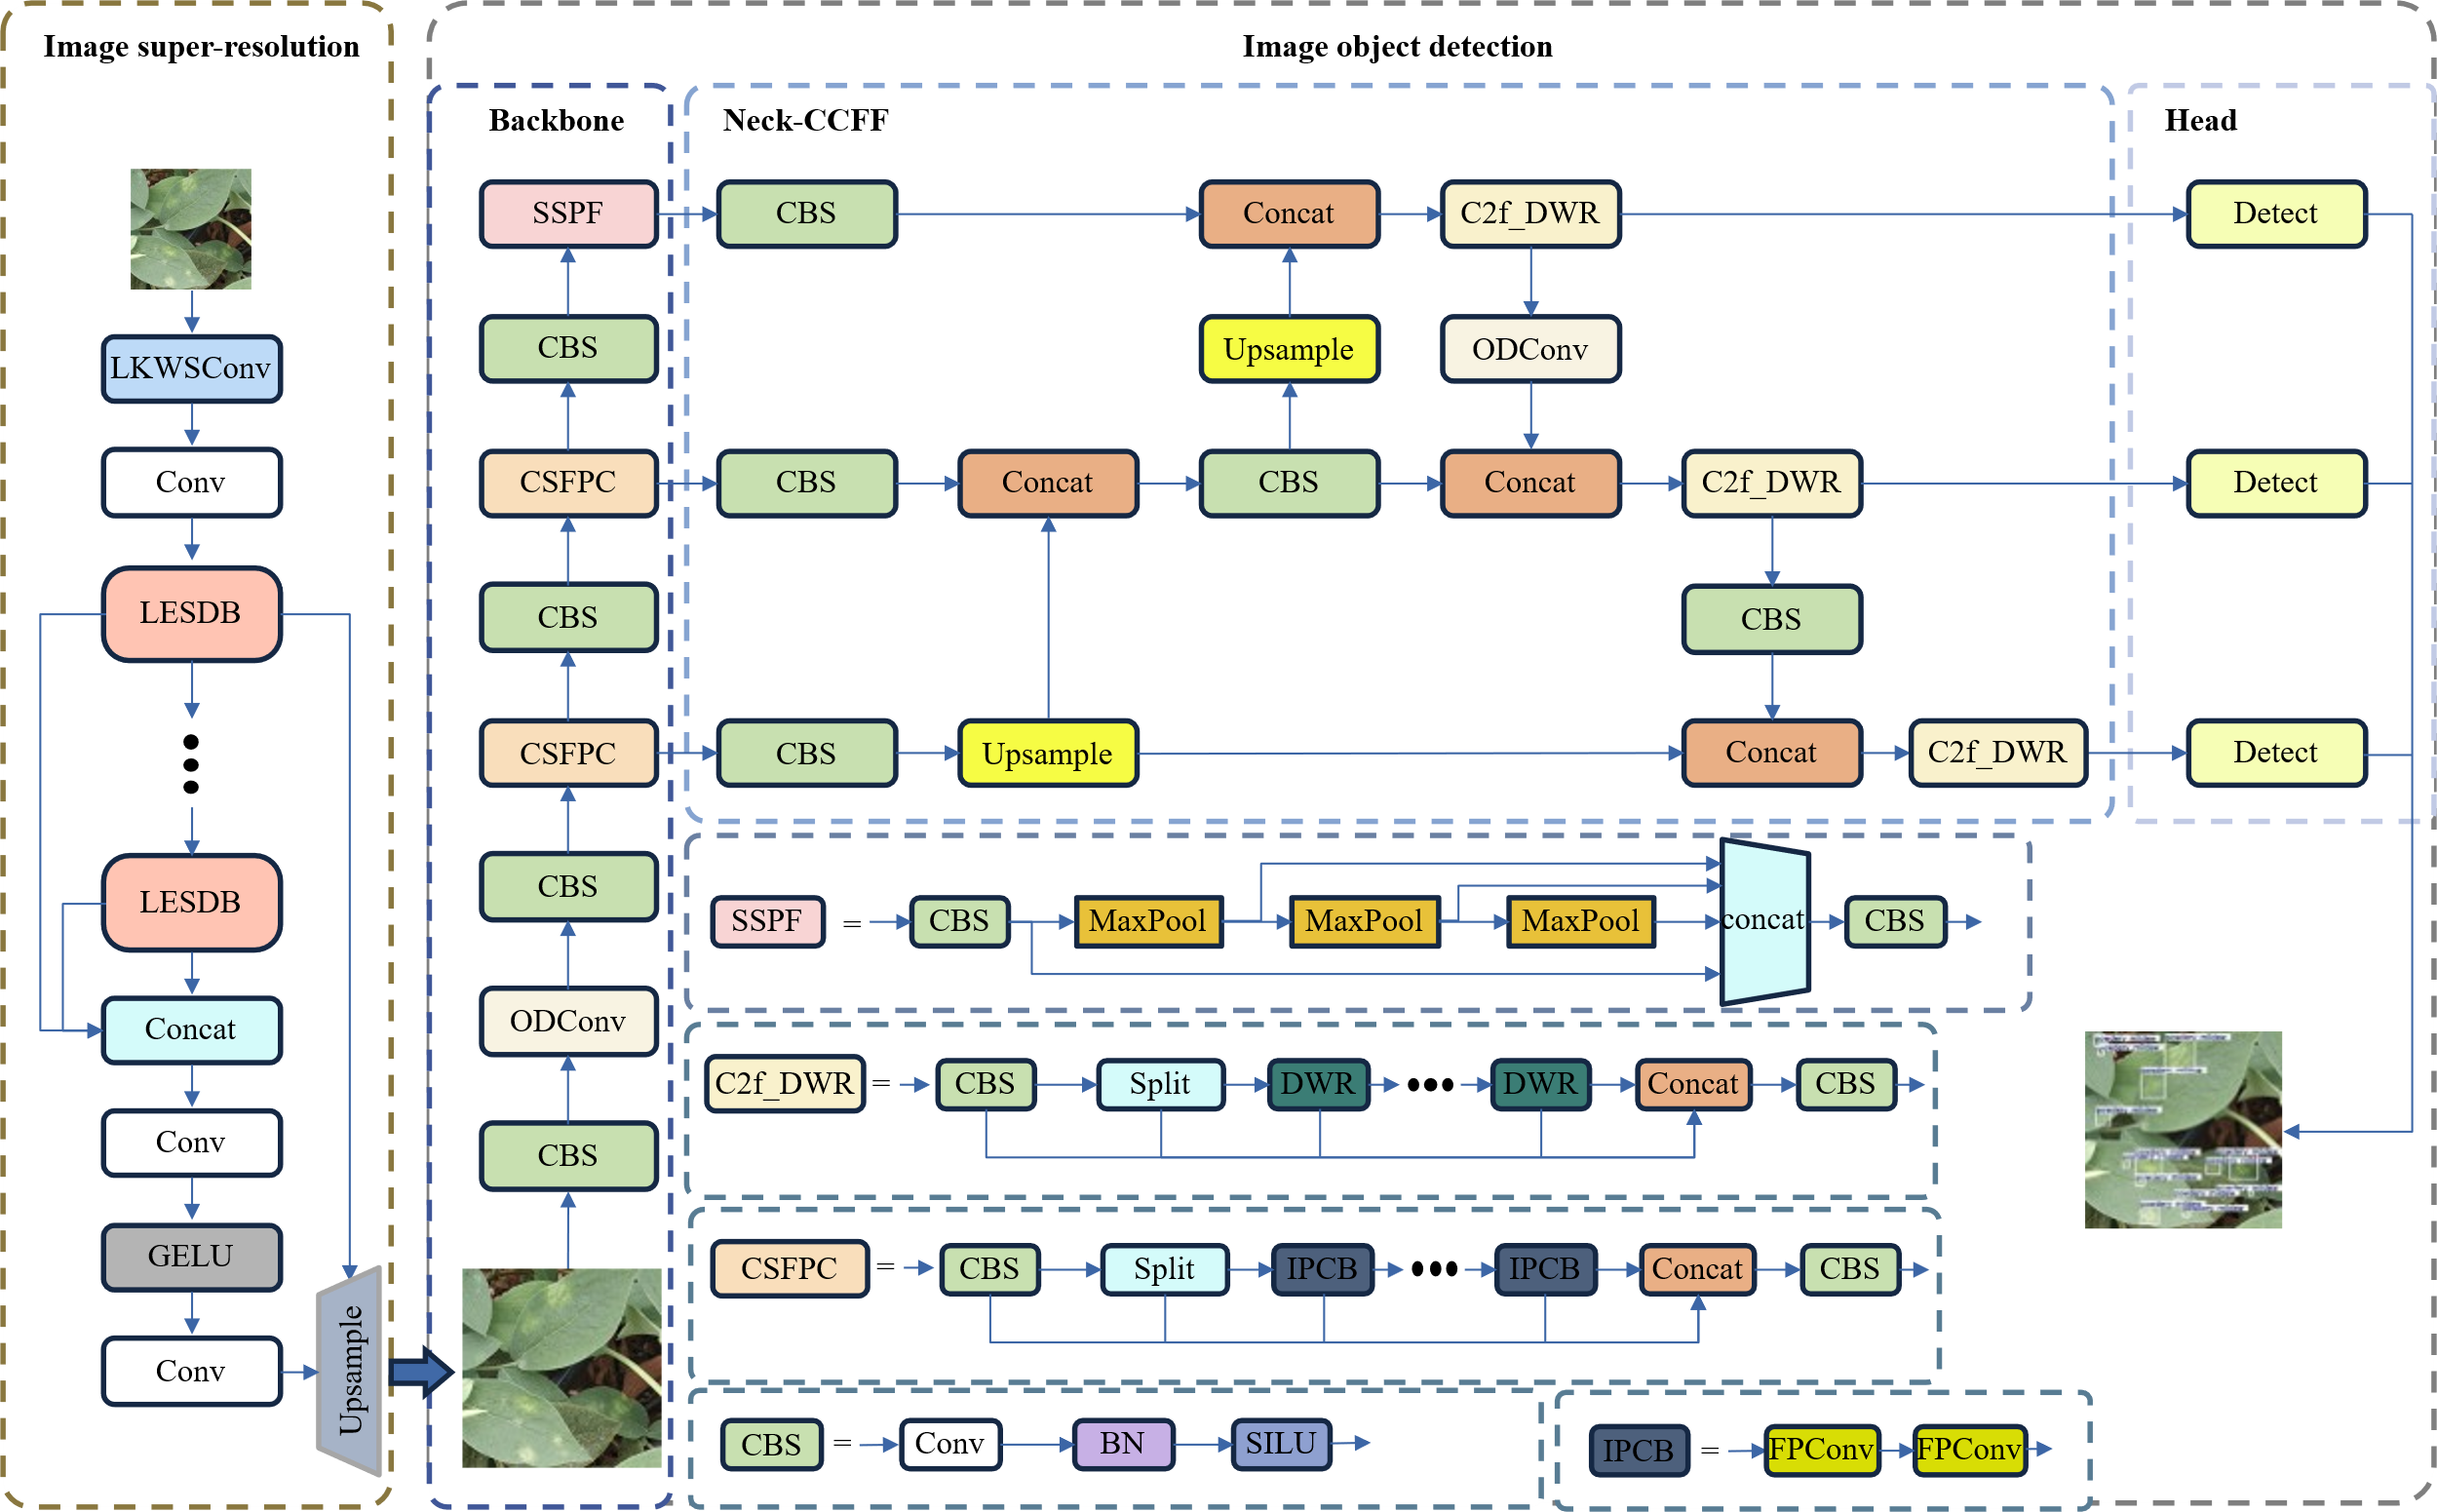 Image super-resolution
LKWSConv
Conv
LESDB
LESDB
Concat
Conv
GELU
Conv
Upsample
Image object detection
Backbone
SSPF
CBS
CSFPC
CBS
CSFPC
CBS
ODConv
CBS
Neck-CCFF
CBS Concat C2f_DWR
Upsample ODConv
CBS Concat CBS Concat C2f_DWR
CBS
CBS Upsample Concat C2f_DWR
Head
Detect
Detect
Detect
SSPF = CBS MaxPool MaxPool MaxPool concat CBS
C2f_DWR = CBS Split DWR DWR Concat CBS
CSFPC = CBS Split IPCB IPCB Concat CBS
CBS = Conv BN SILU
IPCB = FPConv FPConv